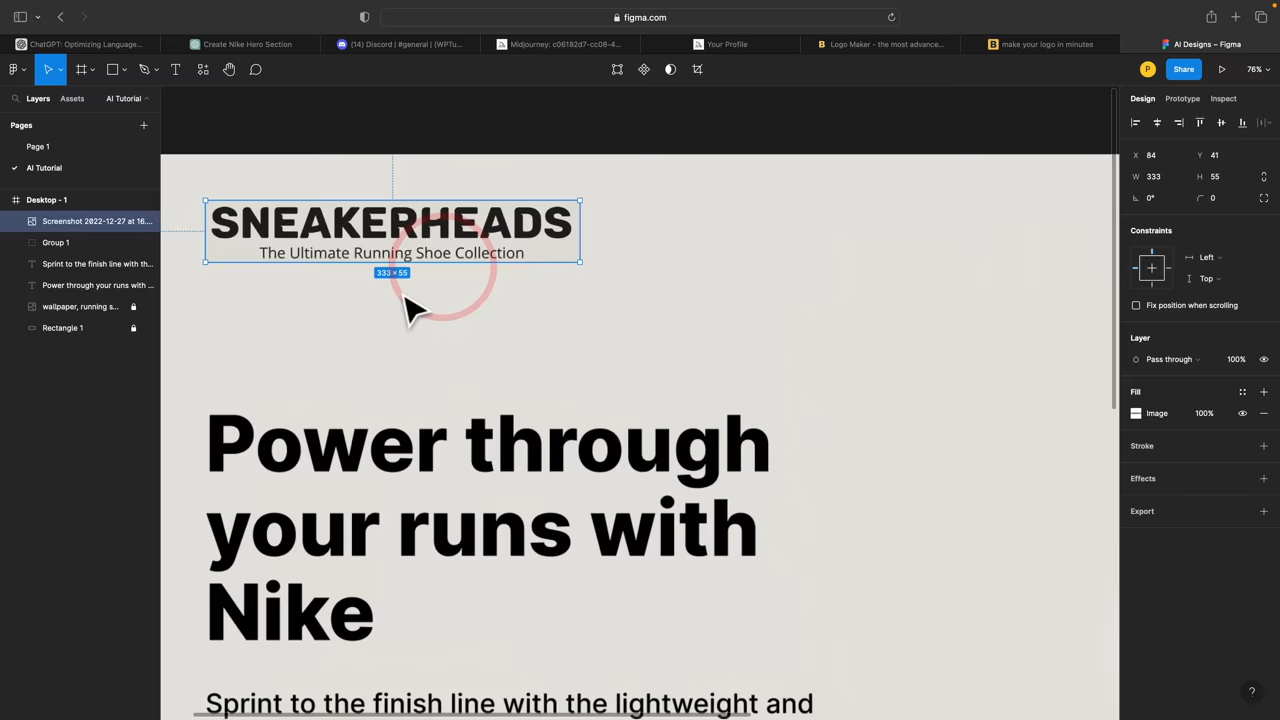 figma.com
ChatGPT: Optimizing Language...
Create Nike Hero Section
(14) Discord | #general | (WPTu...
Midjourney: c06182d7-cc08-4...
Your Profile
Logo Maker - the most advance...
make your logo in minutes
AI Designs – Figma
P
Share
76%
Layers
Assets
AI Tutorial
Pages
Page 1
AI Tutorial
Desktop - 1
Screenshot 2022-12-27 at 16....
Group 1
Sprint to the finish line with th...
Power through your runs with ...
wallpaper, running s...
Rectangle 1
SNEAKERHEADS
The Ultimate Running Shoe Collection
333 × 55
Power through
your runs with
Nike
Sprint to the finish line with the lightweight and
Design
Prototype
Inspect
X 84
Y 41
W 333
H 55
0°
0
Constraints
Left
Top
Fix position when scrolling
Layer
Pass through
100%
Fill
Image
100%
Stroke
Effects
Export
?